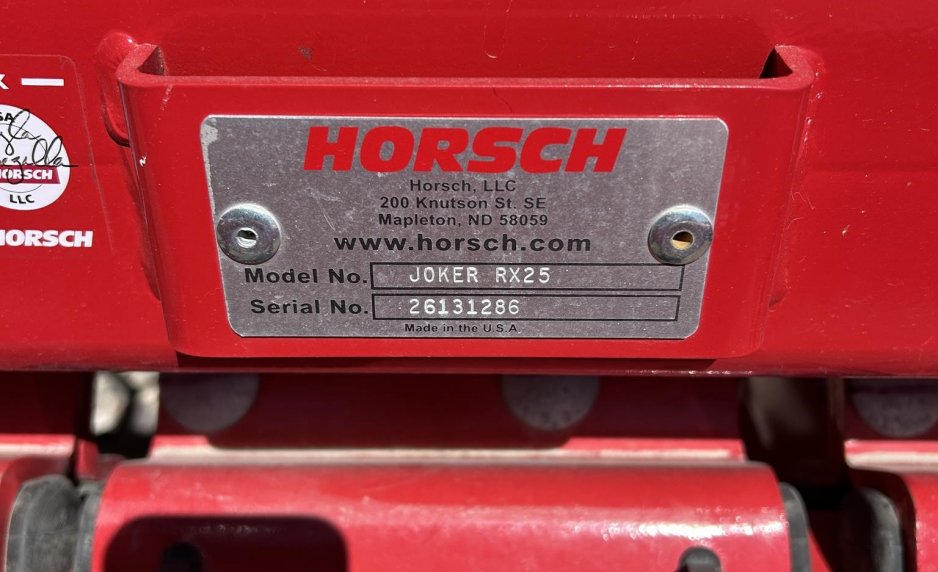 HORSCH
Horsch, LLC
200 Knutson St. SE
Mapleton, ND 58059
www.horsch.com
Model No. JOKER RX25
Serial No. 26131286
Made in the U.S.A.
HORSCH
LLC
HORSCH